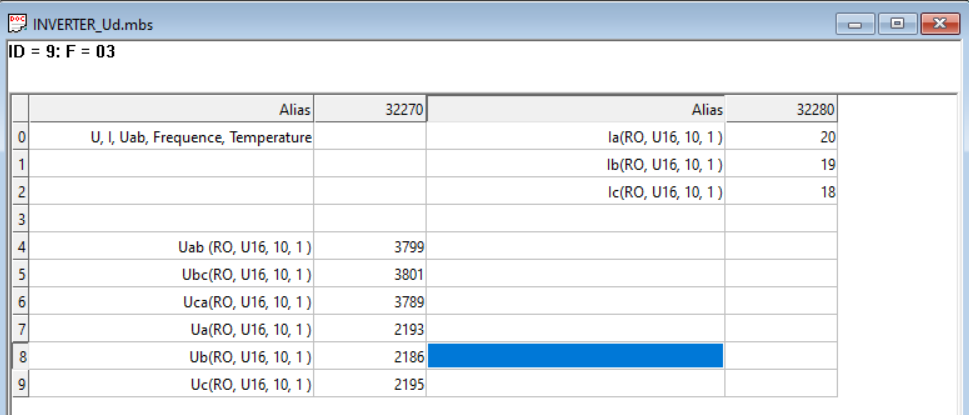 INVERTER_Ud.mbs
ID = 9: F = 03
Alias 32270 Alias 32280
0 U, I, Uab, Frequence, Temperature Ia(RO, U16, 10, 1 ) 20
1 Ib(RO, U16, 10, 1 ) 19
2 Ic(RO, U16, 10, 1 ) 18
3
4 Uab (RO, U16, 10, 1 ) 3799
5 Ubc(RO, U16, 10, 1 ) 3801
6 Uca(RO, U16, 10, 1 ) 3789
7 Ua(RO, U16, 10, 1 ) 2193
8 Ub(RO, U16, 10, 1 ) 2186
9 Uc(RO, U16, 10, 1 ) 2195